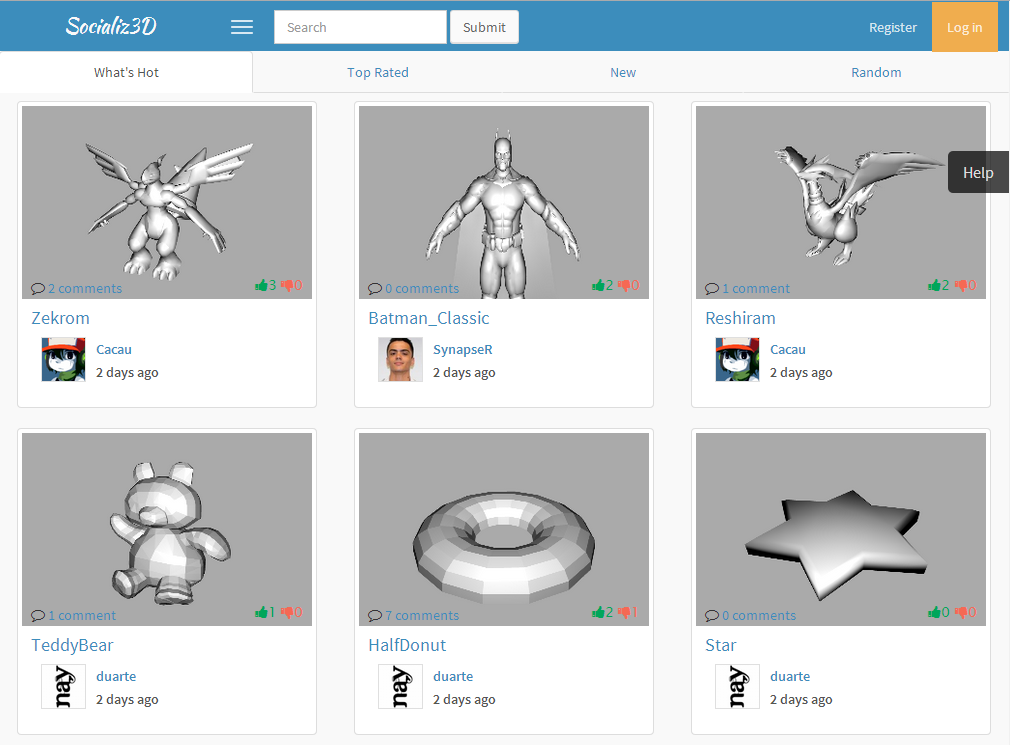 Socializ3D
Search
Submit
Register
Log in
What's Hot
Top Rated
New
Random
Help
2 comments
3
0
Zekrom
Cacau
2 days ago
0 comments
2
0
Batman_Classic
SynapseR
2 days ago
1 comment
2
0
Reshiram
Cacau
2 days ago
1 comment
1
0
TeddyBear
nay
duarte
2 days ago
7 comments
2
1
HalfDonut
nay
duarte
2 days ago
0 comments
0
0
Star
nay
duarte
2 days ago